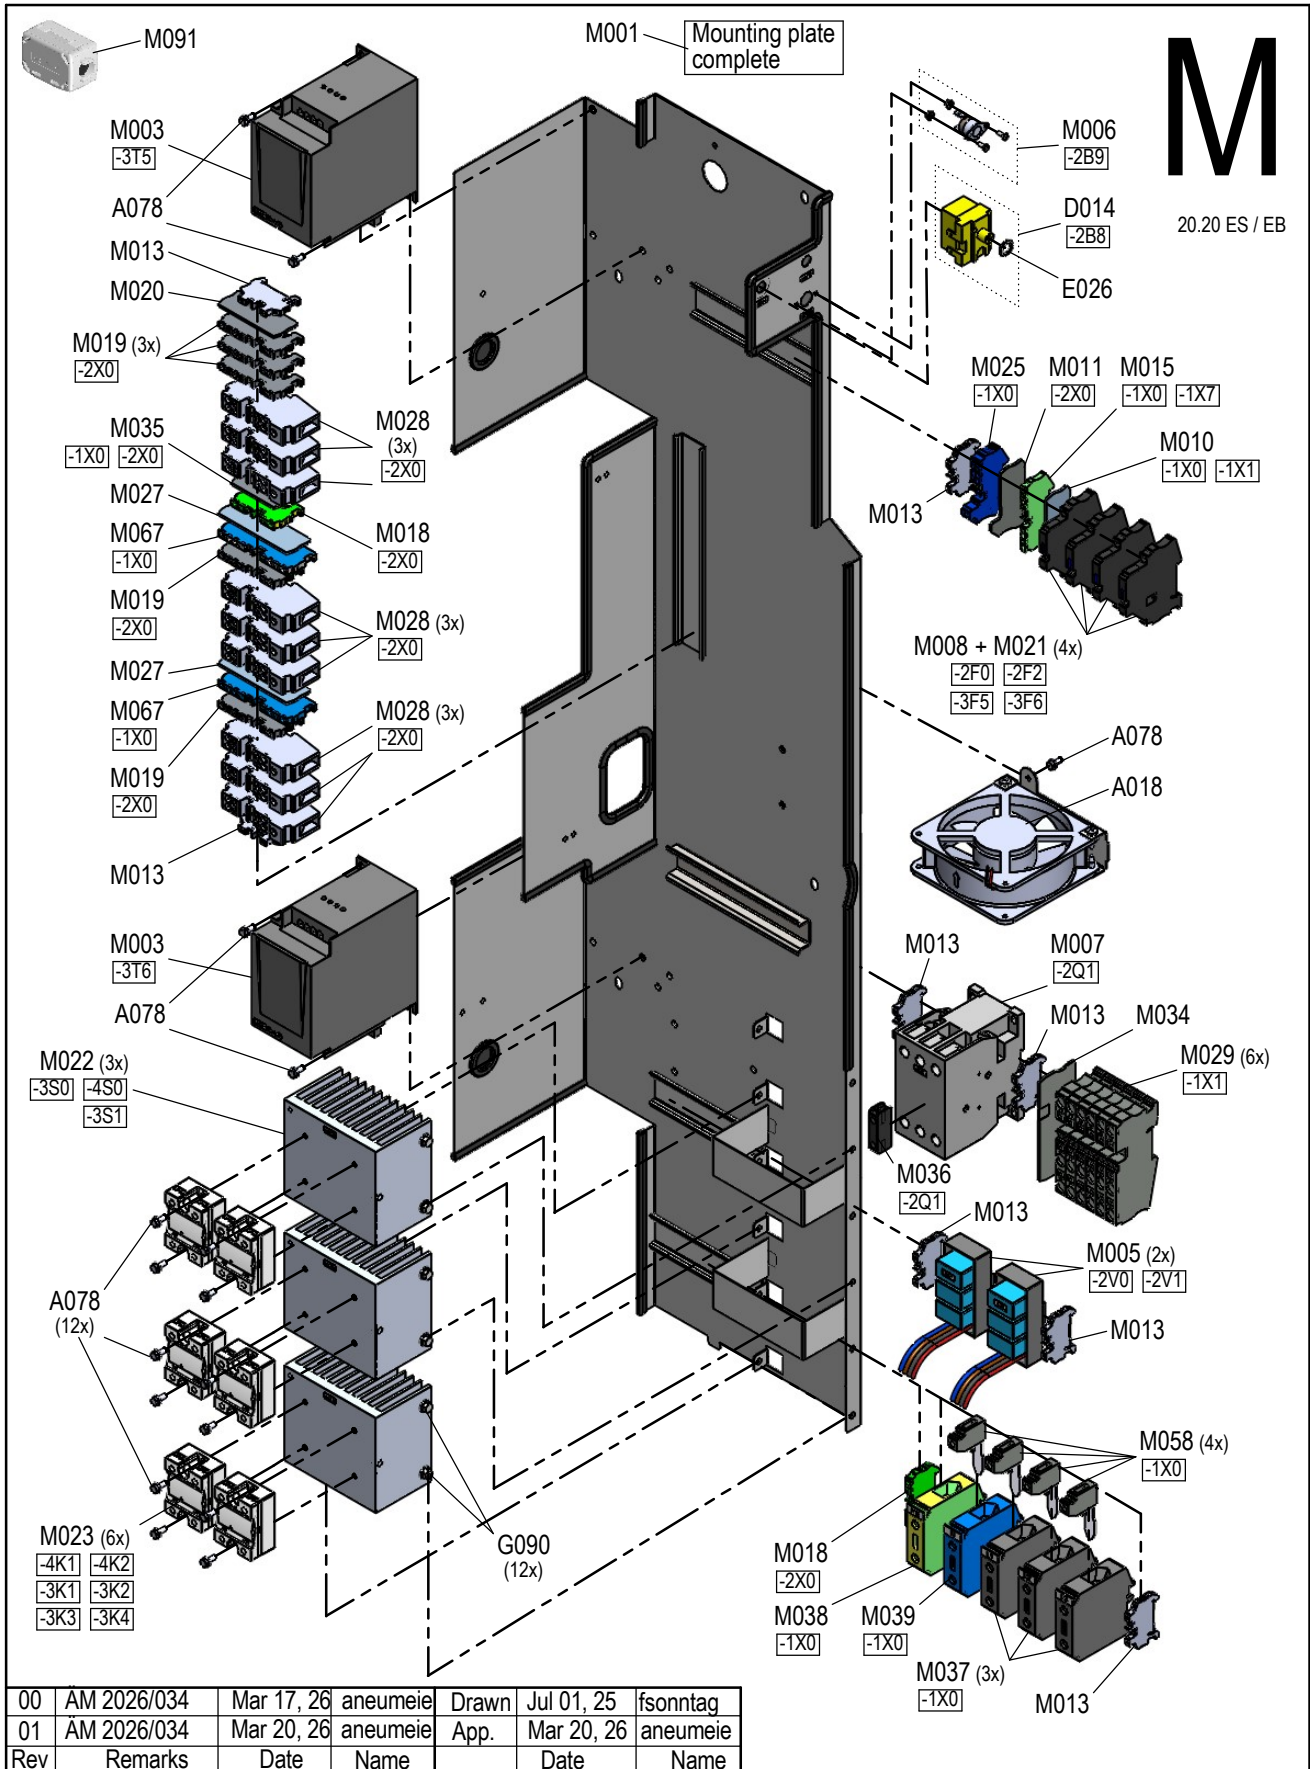 M091
M001
Mounting plate
complete
M
20.20 ES / EB
M003
-3T5
A078
M013
M020
M019 (3x)
-2X0
M035
-1X0 -2X0
M027
M067
-1X0
M019
-2X0
M027
M067
-1X0
M019
-2X0
M013
M028
(3x)
-2X0
M018
-2X0
M028 (3x)
-2X0
M028 (3x)
-2X0
M006
-2B9
D014
-2B8
E026
M025
-1X0
M011
-2X0
M015
-1X0 -1X7
M010
-1X0 -1X1
M013
M008 + M021 (4x)
-2F0 -2F2
-3F5 -3F6
A078
A018
M003
-3T6
A078
M022 (3x)
-3S0 -4S0
-3S1
A078
(12x)
M023 (6x)
-4K1 -4K2
-3K1 -3K2
-3K3 -3K4
G090
(12x)
M013
M007
-2Q1
M013
M034
M029 (6x)
-1X1
M036
-2Q1
M013
M005 (2x)
-2V0 -2V1
M013
M058 (4x)
-1X0
M018
-2X0
M038
-1X0
M039
-1X0
M037 (3x)
-1X0
M013
00 ÄM 2026/034 Mar 17, 26 aneumeie Drawn Jul 01, 25 fsonntag
01 ÄM 2026/034 Mar 20, 26 aneumeie App. Mar 20, 26 aneumeie
Rev Remarks Date Name Date Name